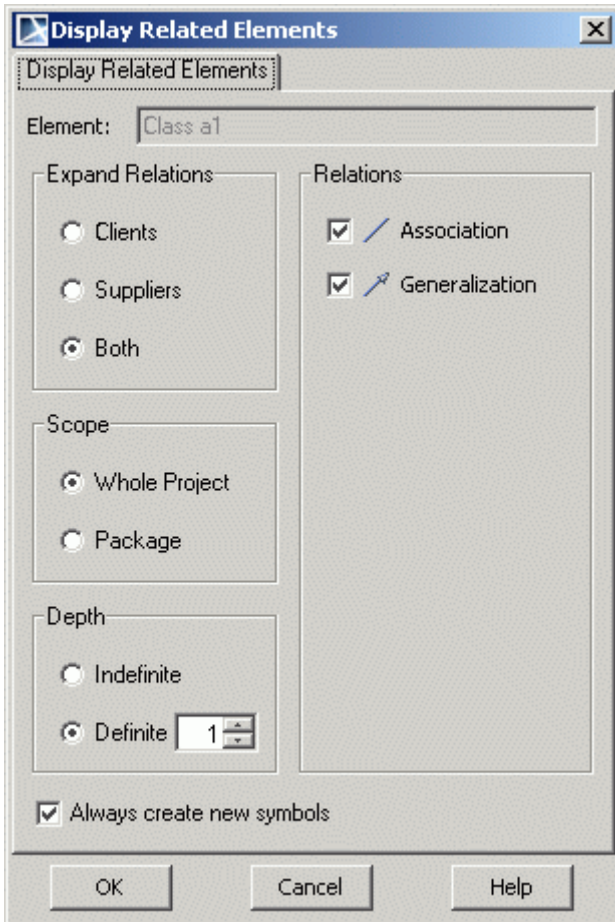 Display Related Elements
Display Related Elements
Element: Class a1
Expand Relations
Clients
Suppliers
Both
Scope
Whole Project
Package
Depth
Indefinite
Definite 1
Relations
Association
Generalization
Always create new symbols
OK Cancel Help